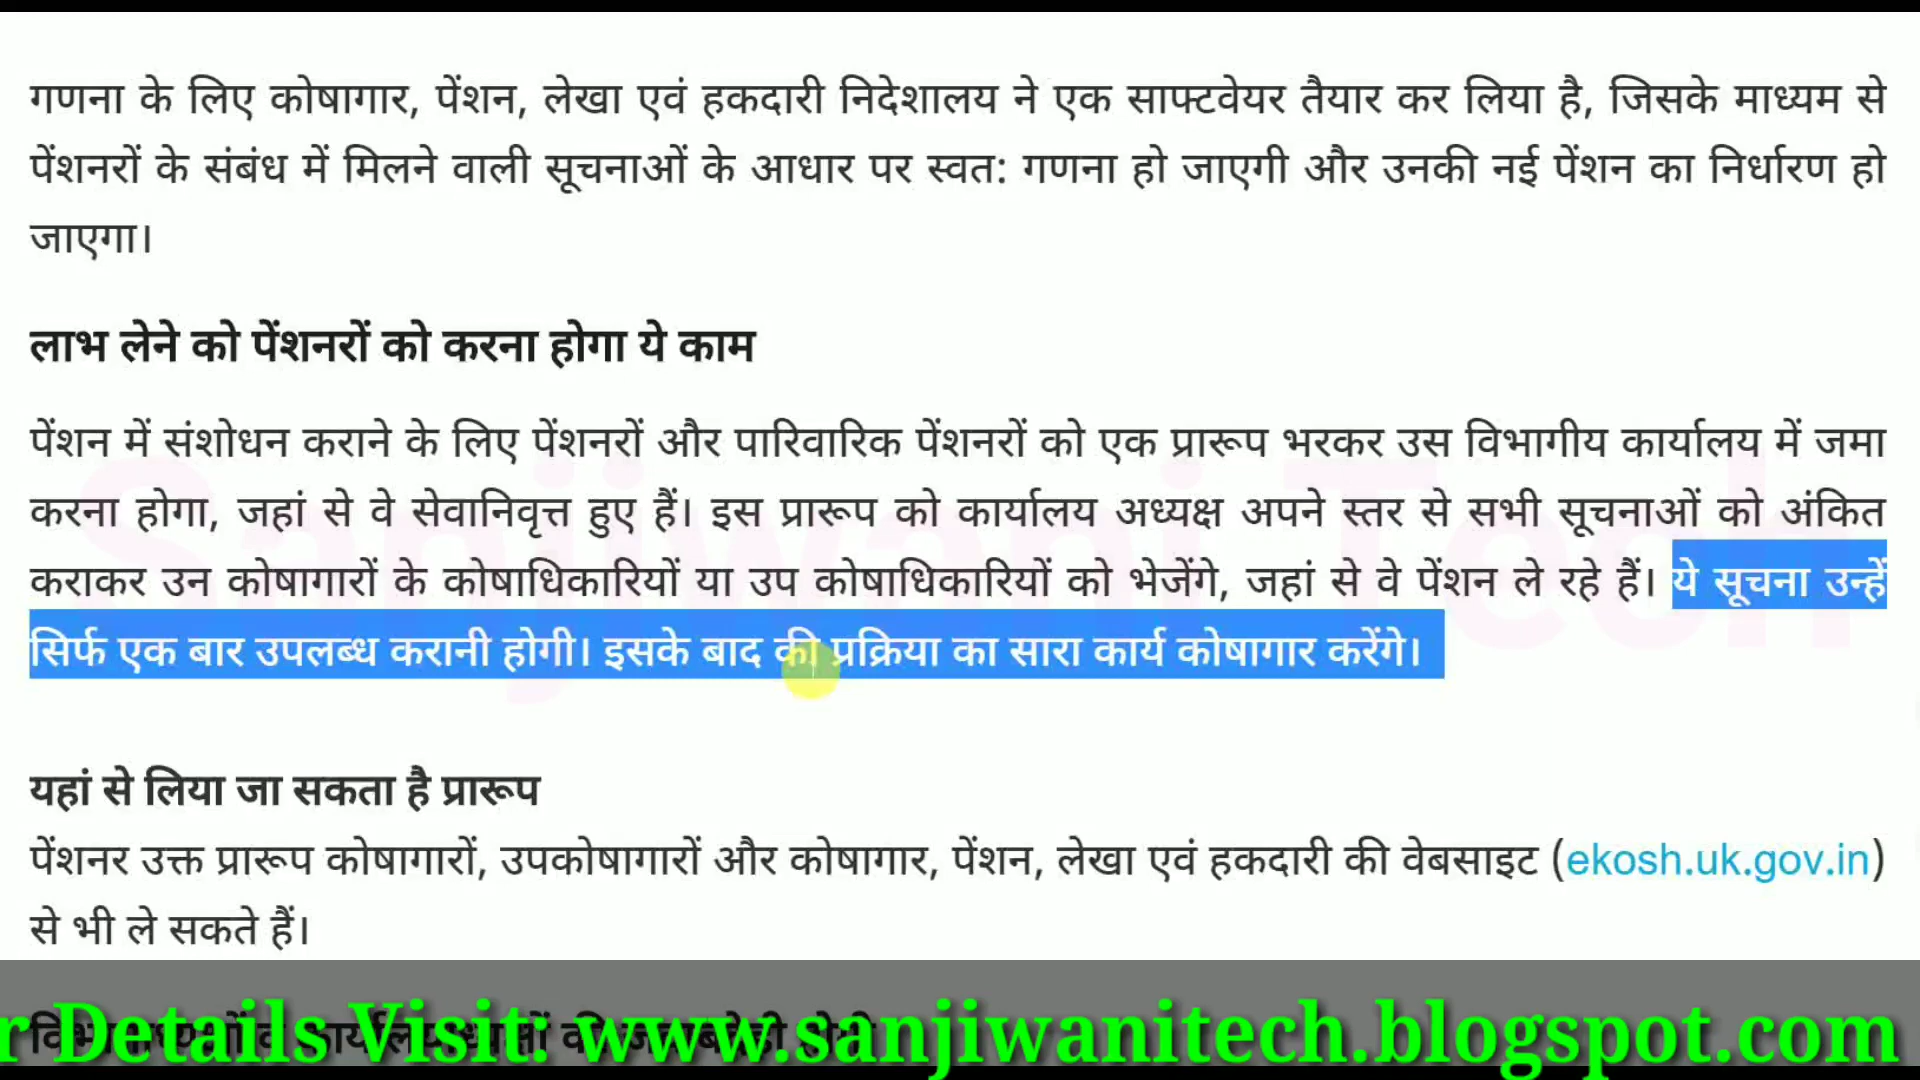 गणना के लिए कोषागार, पेंशन, लेखा एवं हकदारी निदेशालय ने एक साफ्टवेयर तैयार कर लिया है, जिसके माध्यम से
पेंशनरों के संबंध में मिलने वाली सूचनाओं के आधार पर स्वत: गणना हो जाएगी और उनकी नई पेंशन का निर्धारण हो
जाएगा।
लाभ लेने को पेंशनरों को करना होगा ये काम
पेंशन में संशोधन कराने के लिए पेंशनरों और पारिवारिक पेंशनरों को एक प्रारूप भरकर उस विभागीय कार्यालय में जमा
करना होगा, जहां से वे सेवानिवृत्त हुए हैं। इस प्रारूप को कार्यालय अध्यक्ष अपने स्तर से सभी सूचनाओं को अंकित
कराकर उन कोषागारों के कोषाधिकारियों या उप कोषाधिकारियों को भेजेंगे, जहां से वे पेंशन ले रहे हैं। ये सूचना उन्हें
सिर्फ एक बार उपलब्ध करानी होगी। इसके बाद की प्रक्रिया का सारा कार्य कोषागार करेंगे।
Sanjiwani Tech
यहां से लिया जा सकता है प्रारूप
पेंशनर उक्त प्रारूप कोषागारों, उपकोषागारों और कोषागार, पेंशन, लेखा एवं हकदारी की वेबसाइट (ekosh.uk.gov.in)
से भी ले सकते हैं।
r Details Visit: www.sanjiwanitech.blogspot.com